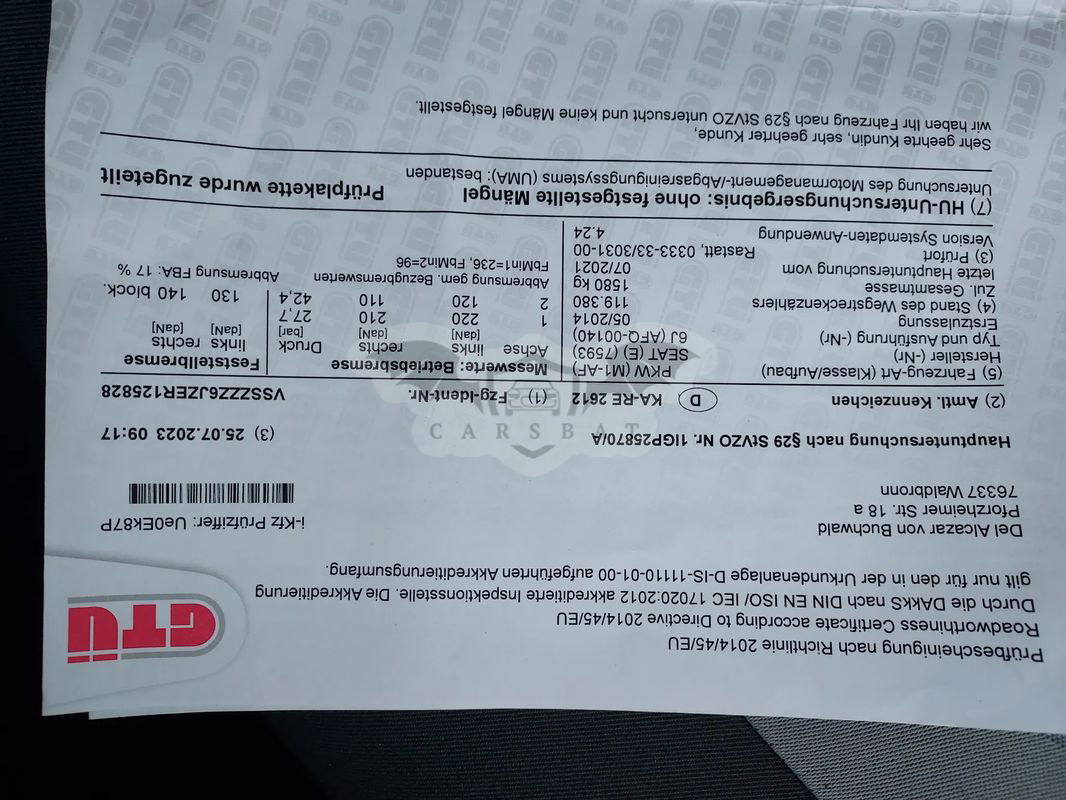 Prüfbescheinigung nach Richtlinie 2014/45/EU
Roadworthiness Certificate according to Directive 2014/45/EU
Durch die DAkkS nach DIN EN ISO/ IEC 17020:2012 akkreditierte Inspektionsstelle. Die Akkreditierung
gilt nur für den in der Urkundenanlage D-IS-11110-01-00 aufgeführten Akkreditierungsumfang.
GTÜ
Del Alcazar von Buchwald
Pforzheimer Str. 18 a
76337 Waldbronn
i-Kfz Prüfziffer: Ue0Ek87P
Hauptuntersuchung nach §29 StVZO Nr. 1IGP25870/A
(3) 25.07.2023 09:17
CARSBAT
(2) Amtl. Kennzeichen D KA-RE 2612 (1) Fzg-Ident-Nr. VSSZZZ6JZER125828
(5) Fahrzeug-Art (Klasse/Aufbau) PKW (M1-AF)
Hersteller (-Nr) SEAT (E) (7593)
Typ und Ausführung (-Nr) 6J (AFQ-00140)
Erstzulassung 05/2014
(4) Stand des Wegstreckenzählers 119.380
Zul. Gesamtmasse 1580 kg
letzte Hauptuntersuchung vom 07/2021
(3) Prüfort Rastatt, 0333-33/3031-00
Version Systemdaten-Anwendung 4.24
Messwerte: Betriebsbremse Feststellbremse
Achse links rechts Druck links rechts
[daN] [daN] [bar] [daN] [daN]
1 220 210 27,7
2 120 110 42,4 130 140 block.
Abbremsung gem. Bezugbremswerten Abbremsung FBA: 17 %
FbMin1=236, FbMin2=96
(7) HU-Untersuchungsergebnis: ohne festgestellte Mängel Prüfplakette wurde zugeteilt
Untersuchung des Motormanagement-/Abgasreinigungssystems (UMA): bestanden
Sehr geehrte Kundin, sehr geehrter Kunde,
wir haben Ihr Fahrzeug nach §29 StVZO untersucht und keine Mängel festgestellt.